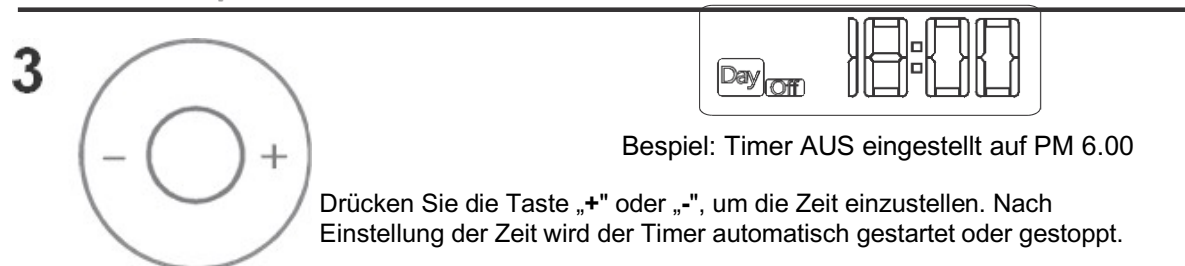 3
- +
Day Off 18:00
Bespiel: Timer AUS eingestellt auf PM 6.00
Drücken Sie die Taste „+" oder „-", um die Zeit einzustellen. Nach
Einstellung der Zeit wird der Timer automatisch gestartet oder gestoppt.